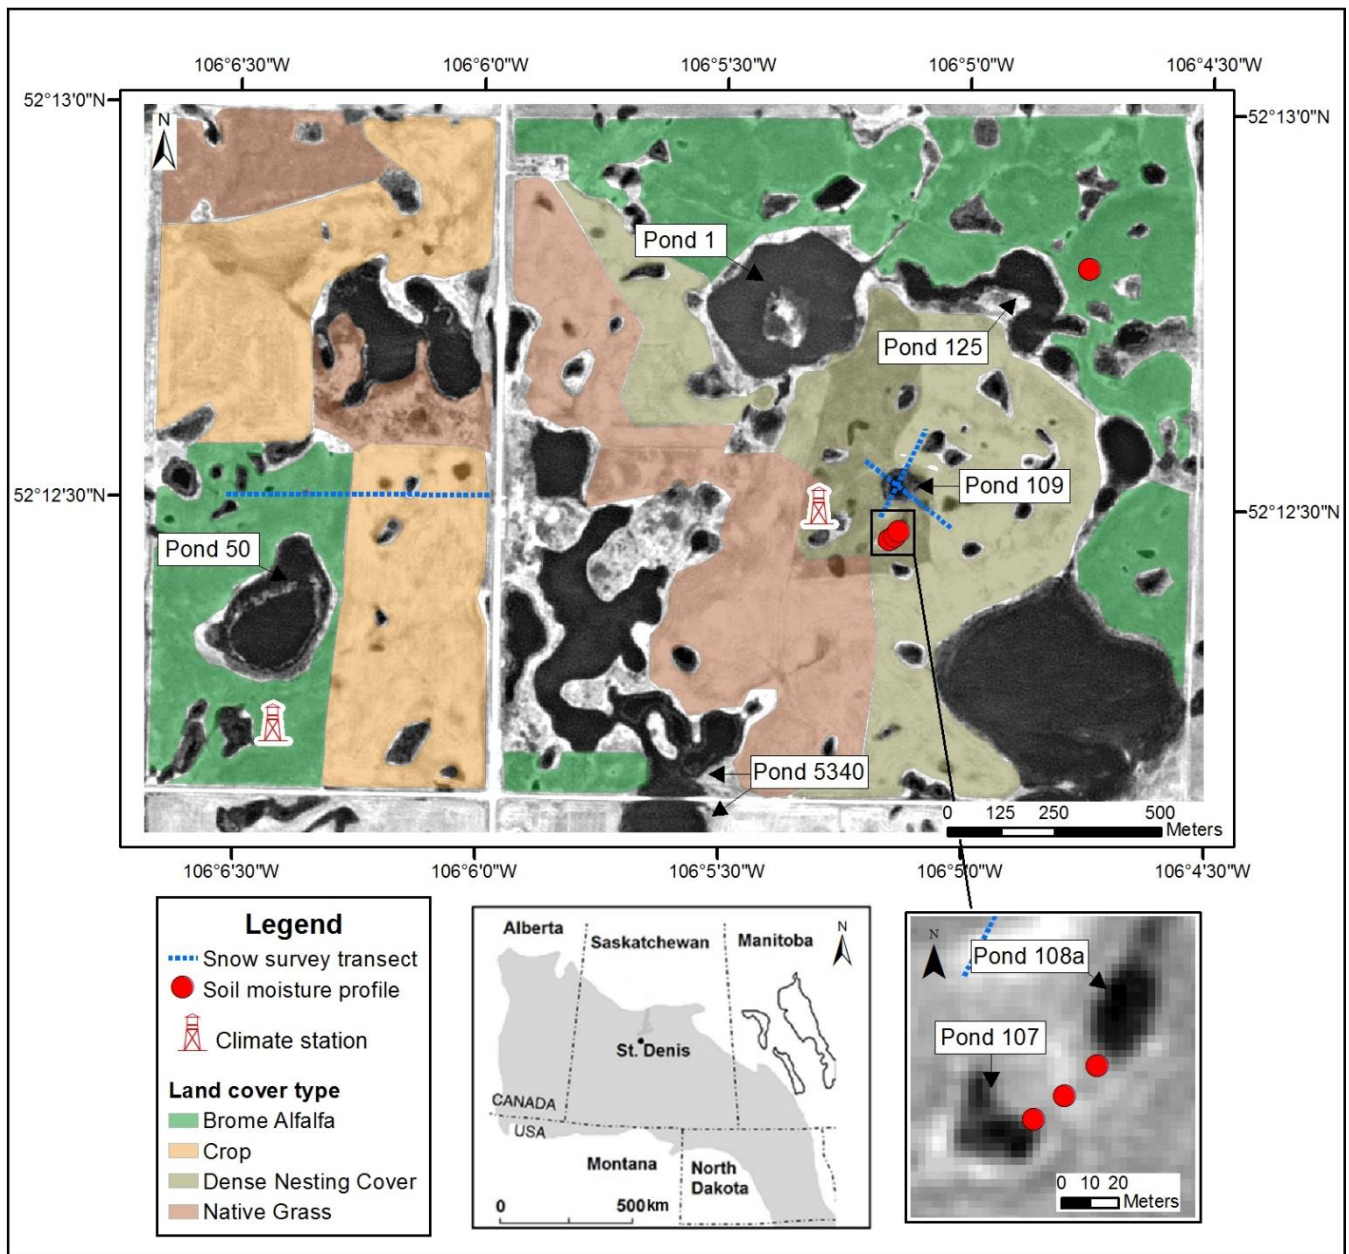 106°6'30"W 106°6'0"W 106°5'30"W 106°5'0"W 106°4'30"W
52°13'0"N
52°13'0"N
N
Pond 1
Pond 125
52°12'30"N
52°12'30"N
Pond 109
Pond 50
Pond 5340
0 125 250 500
Meters
106°6'30"W 106°6'0"W 106°5'30"W 106°5'0"W 106°4'30"W
Legend
Snow survey transect
Soil moisture profile
Climate station
Land cover type
Brome Alfalfa
Crop
Dense Nesting Cover
Native Grass
Alberta
Saskatchewan
Manitoba
N
St. Denis
CANADA
USA
Montana
North
Dakota
0 500km
N
Pond 108a
Pond 107
0 10 20
Meters